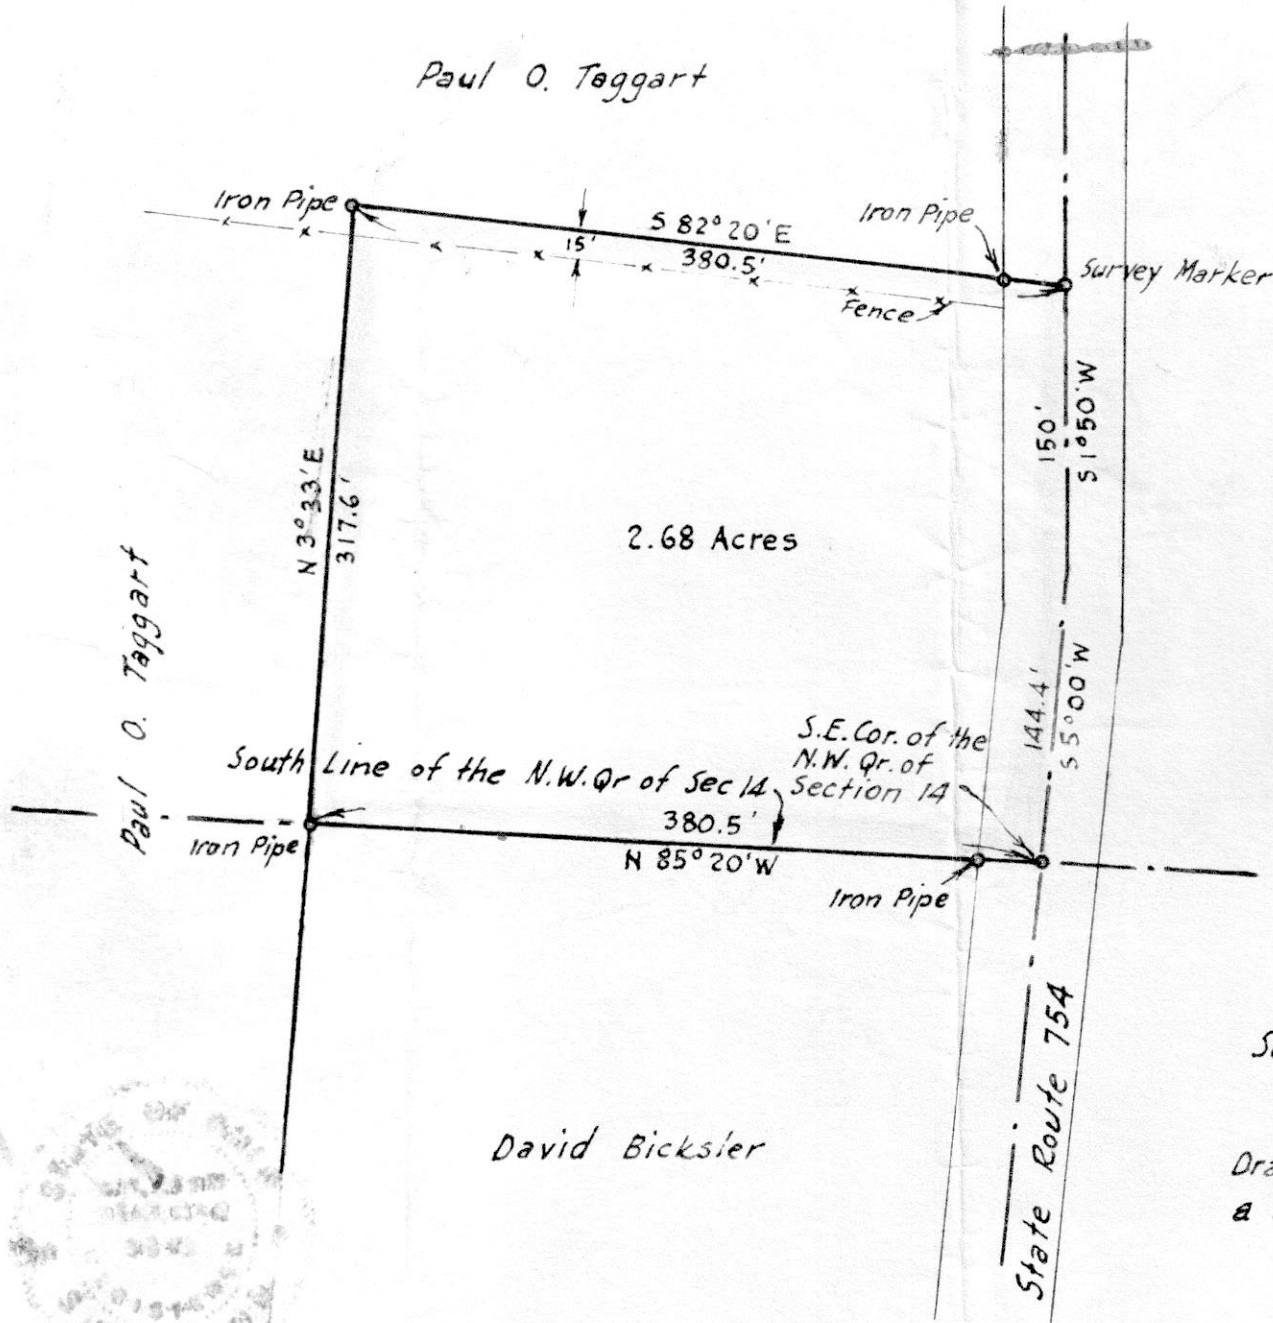 Paul O. Taggart
Iron Pipe
S 82°20'E
380.5'
15'
Iron Pipe
Survey Marker
Fence
N 3°33'E
317.6'
150'
S 1°50'W
2.68 Acres
Paul O. Taggart
144.4'
S 5°00'W
S.E. Cor. of the
N.W. Qr. of
Section 14
South Line of the N.W. Qr of Sec 14
380.5'
N 85°20'W
Iron Pipe
Iron Pipe
David Bicksler
State Route 754
Dra
a